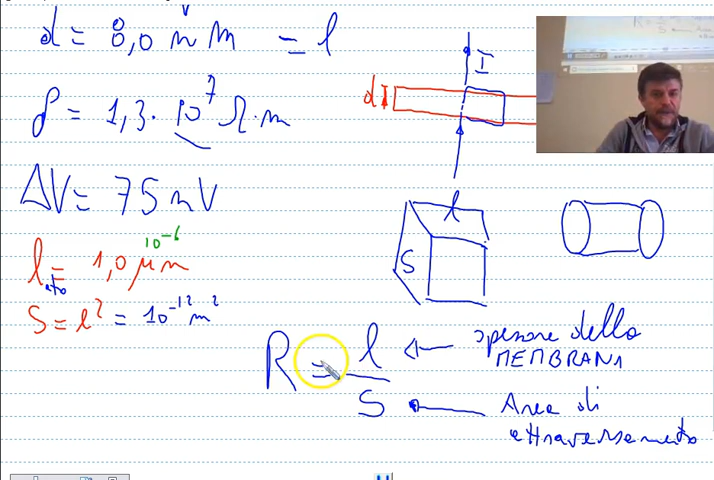 d = 8,0 n m = l
I
d
ρ = 1,3 · 10⁷ Ω · m
ΔV = 75 mV
l
S
10⁻⁶
l lato = 1,0 μm
S = l² = 10⁻¹² m²
R = l / S
← spessore della
MEMBRANA
← Area di
attraversamento